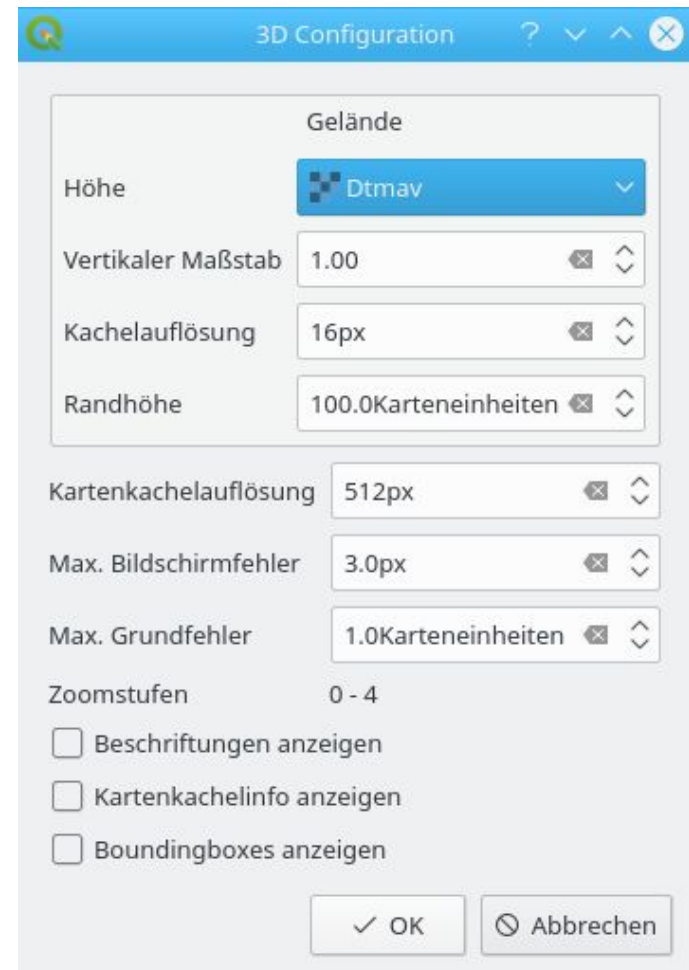 3D Configuration
Gelände
Höhe Dtmav
Vertikaler Maßstab 1.00
Kachelauflösung 16px
Randhöhe 100.0Karteneinheiten
Kartenkachelauflösung 512px
Max. Bildschirmfehler 3.0px
Max. Grundfehler 1.0Karteneinheiten
Zoomstufen 0 - 4
Beschriftungen anzeigen
Kartenkachelinfo anzeigen
Boundingboxes anzeigen
OK Abbrechen